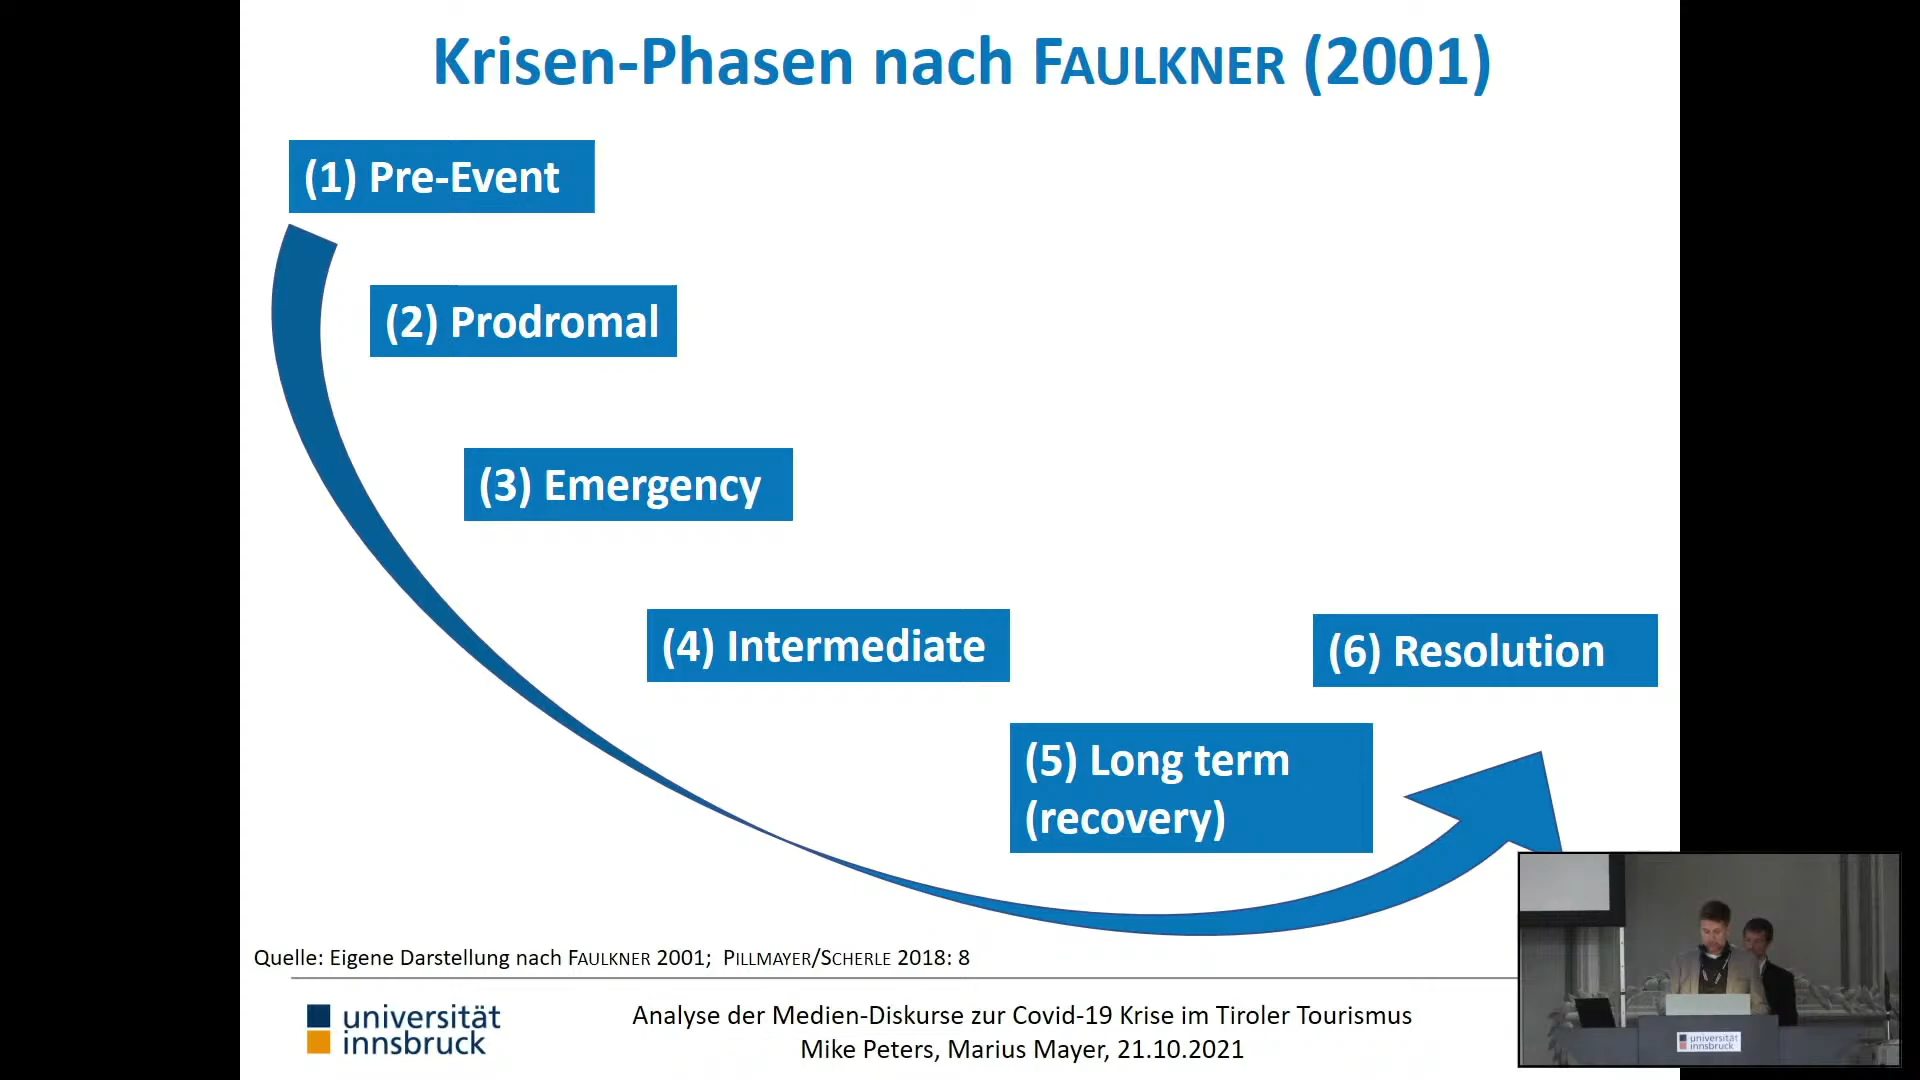 Krisen-Phasen nach FAULKNER (2001)
(1) Pre-Event
(2) Prodromal
(3) Emergency
(4) Intermediate
(5) Long term
(recovery)
(6) Resolution
Quelle: Eigene Darstellung nach FAULKNER 2001; PILLMAYER/SCHERLE 2018: 8
universität
innsbruck
Analyse der Medien-Diskurse zur Covid-19 Krise im Tiroler Tourismus
Mike Peters, Marius Mayer, 21.10.2021
universität
innsbruck